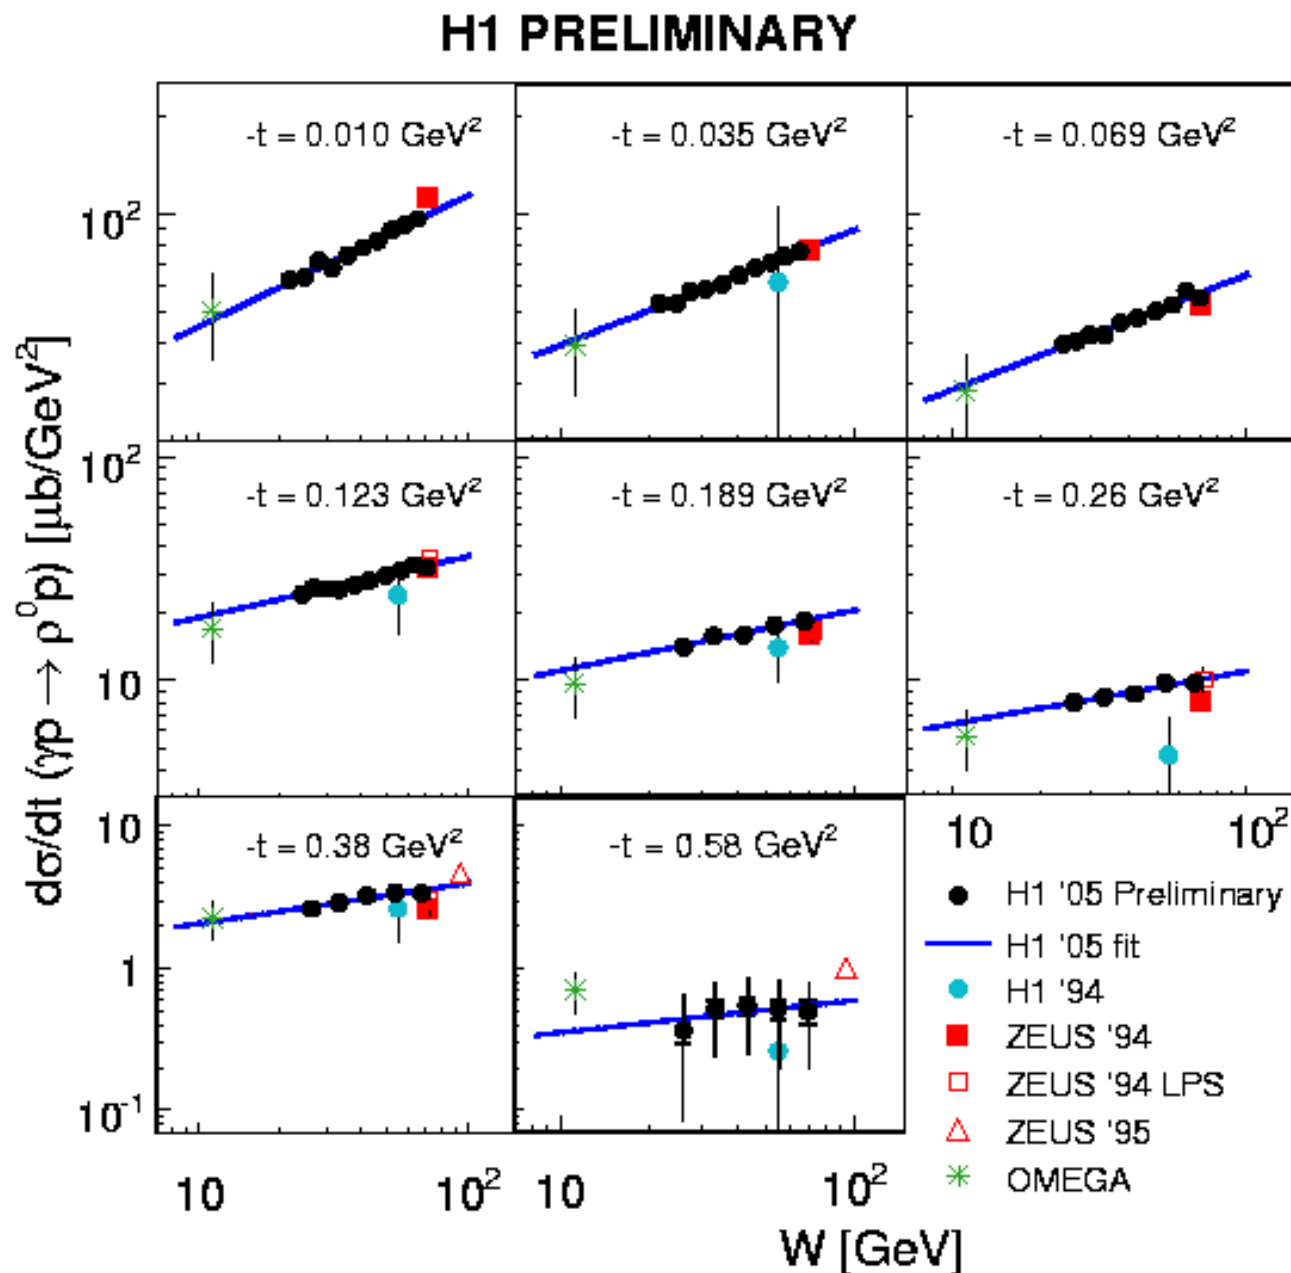 H1 PRELIMINARY
dσ/dt (γp → ρ⁰p) [μb/GeV²]
-t = 0.010 GeV²
-t = 0.035 GeV²
-t = 0.069 GeV²
10²
10²
-t = 0.123 GeV²
-t = 0.189 GeV²
-t = 0.26 GeV²
10
10
-t = 0.38 GeV²
-t = 0.58 GeV²
10
10²
1
10⁻¹
H1 '05 Preliminary
H1 '05 fit
H1 '94
ZEUS '94
ZEUS '94 LPS
ZEUS '95
OMEGA
10
10²
10
10²
W [GeV]